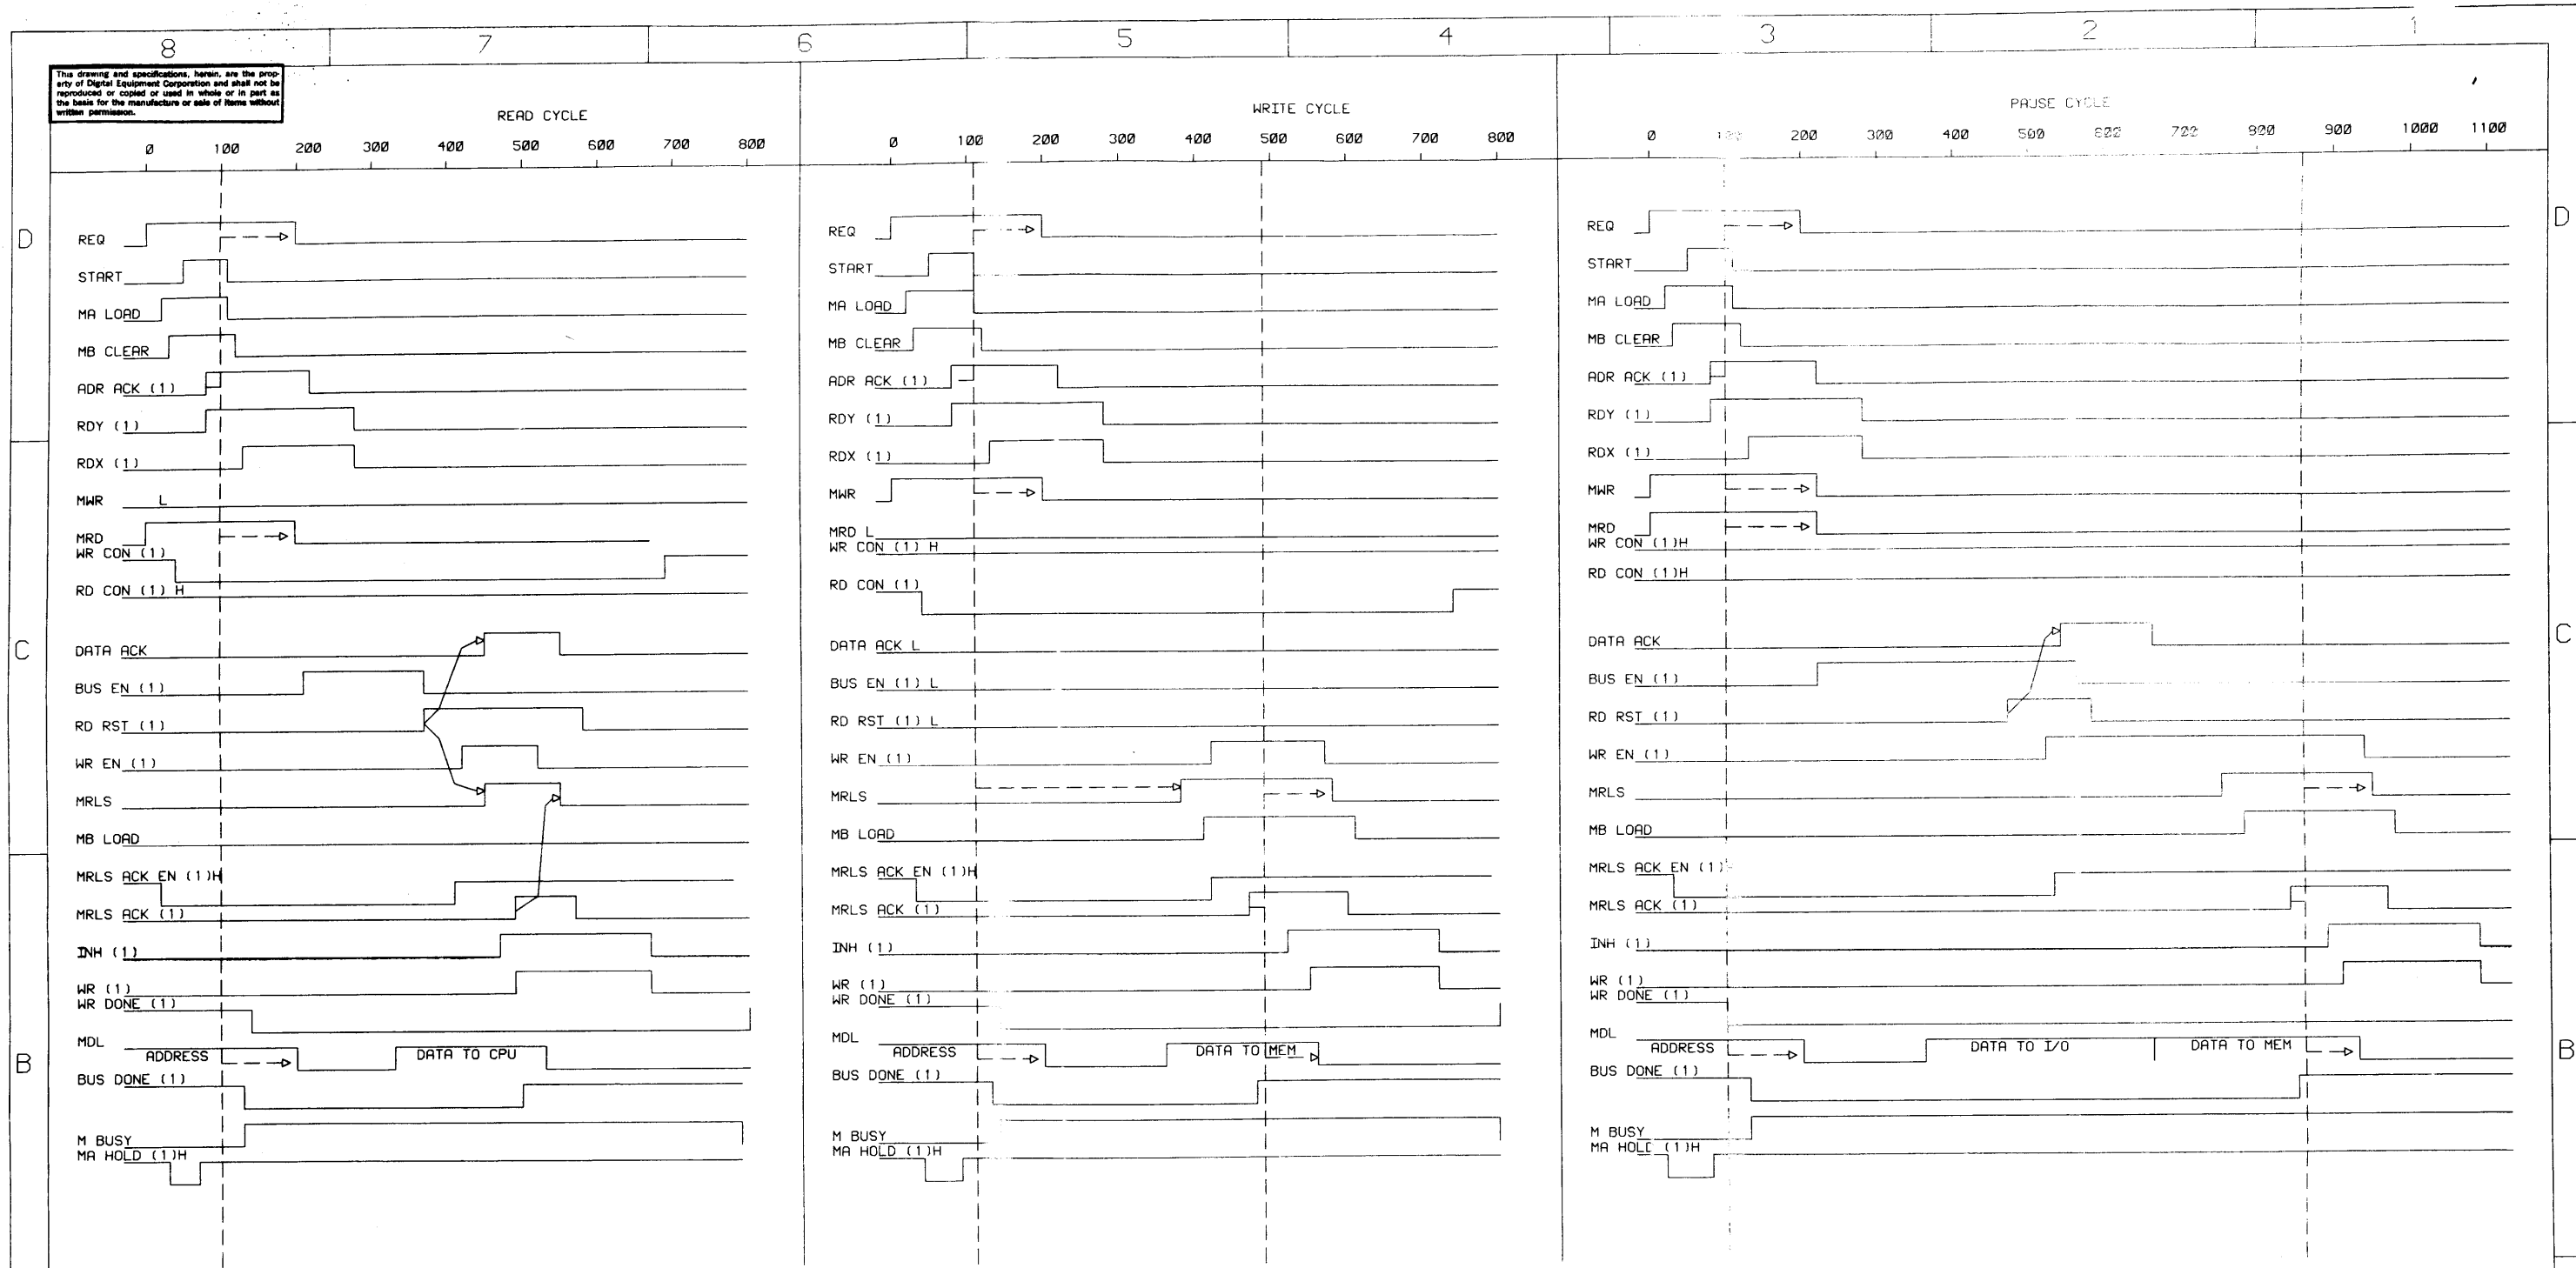 8 7 6 5 4 3 2 1
This drawing and specifications, herein, are the prop-
erty of Digital Equipment Corporation and shall not be
reproduced or copied or used in whole or in part as
the basis for the manufacture or sale of items without
written permission.
READ CYCLE
0 100 200 300 400 500 600 700 800
D
REQ
START
MA LOAD
MB CLEAR
ADR ACK (1)
RDY (1)
RDX (1)
MWR L
MRD
WR CON (1)
RD CON (1) H
C
DATA ACK
BUS EN (1)
RD RST (1)
WR EN (1)
MRLS
MB LOAD
MRLS ACK EN (1)H
MRLS ACK (1)
INH (1)
WR (1)
WR DONE (1)
MDL
ADDRESS DATA TO CPU
B
BUS DONE (1)
M BUSY
MA HOLD (1)H
WRITE CYCLE
0 100 200 300 400 500 600 700 800
REQ
START
MA LOAD
MB CLEAR
ADR ACK (1)
RDY (1)
RDX (1)
MWR
MRD L
WR CON (1) H
RD CON (1)
DATA ACK L
BUS EN (1) L
RD RST (1) L
WR EN (1)
MRLS
MB LOAD
MRLS ACK EN (1)H
MRLS ACK (1)
INH (1)
WR (1)
WR DONE (1)
MDL
ADDRESS DATA TO MEM
BUS DONE (1)
M BUSY
MA HOLD (1)H
PAUSE CYCLE
0 100 200 300 400 500 600 700 800 900 1000 1100
REQ
START
MA LOAD
MB CLEAR
ADR ACK (1)
RDY (1)
RDX (1)
MWR
MRD
WR CON (1)H
RD CON (1)H
DATA ACK
BUS EN (1)
RD RST (1)
WR EN (1)
MRLS
MB LOAD
MRLS ACK EN (1)
MRLS ACK (1)
INH (1)
WR (1)
WR DONE (1)
MDL
ADDRESS DATA TO I/O DATA TO MEM
BUS DONE (1)
M BUSY
MA HOLD (1)H
D
C
B